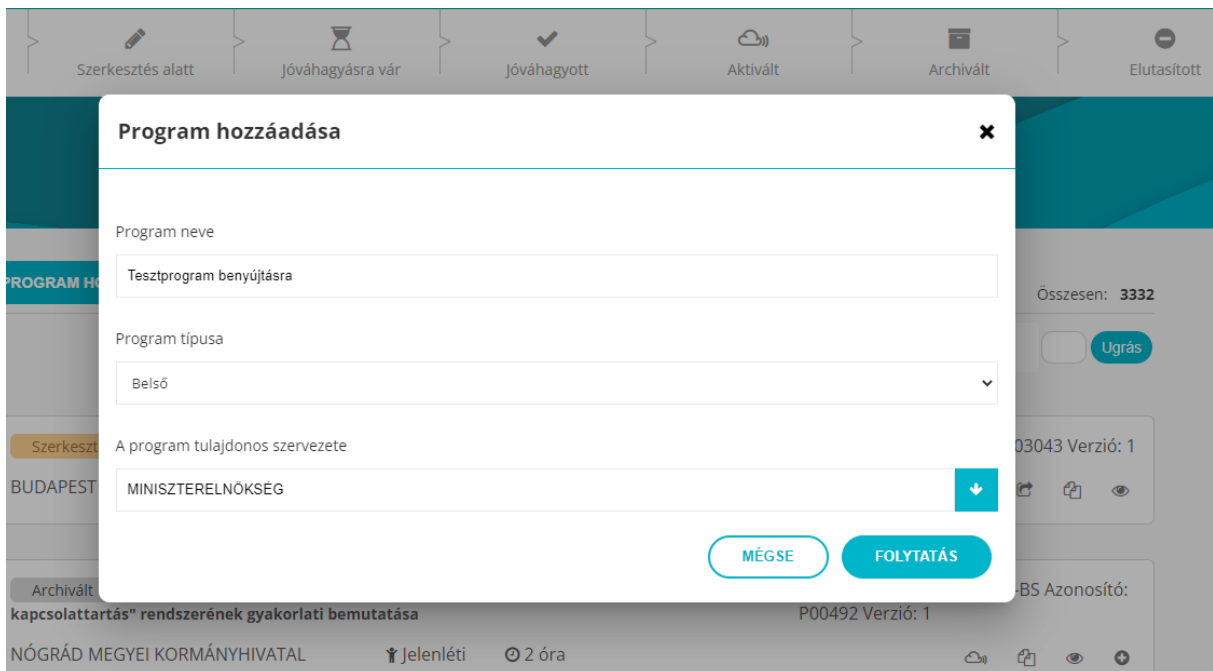 Szerkesztés alatt
Jóváhagyásra vár
Jóváhagyott
Aktivált
Archivált
Elutasított
Program hozzáadása
Program neve
Tesztprogram benyújtásra
PROGRAM
Összesen: 3332
Program típusa
Ugrás
Belső
Szerkeszt
A program tulajdonos szervezete
03043 Verzió: 1
BUDAPEST
MINISZTERELNÖKSÉG
MÉGSE
FOLYTATÁS
Archivált
-BS Azonosító:
kapcsolattartás" rendszerének gyakorlati bemutatása
P00492 Verzió: 1
NÓGRÁD MEGYEI KORMÁNYHIVATAL
Jelenléti
2 óra